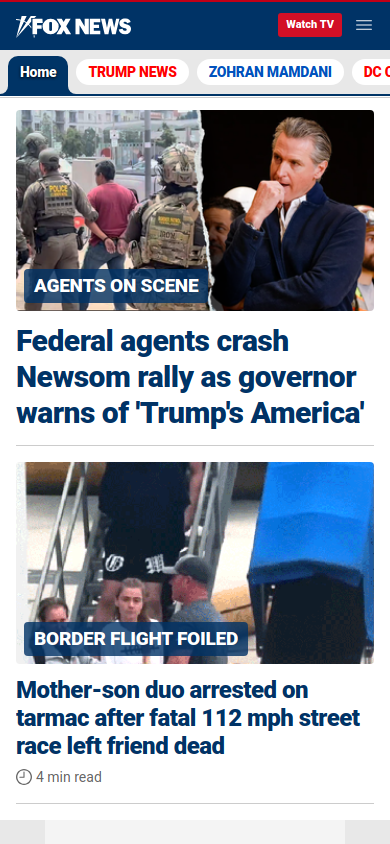 FOX NEWS
Watch TV
Home
TRUMP NEWS
ZOHRAN MAMDANI
DC
POLICE
AGENTS ON SCENE
Federal agents crash
Newsom rally as governor
warns of 'Trump's America'
BORDER FLIGHT FOILED
Mother-son duo arrested on
tarmac after fatal 112 mph street
race left friend dead
4 min read